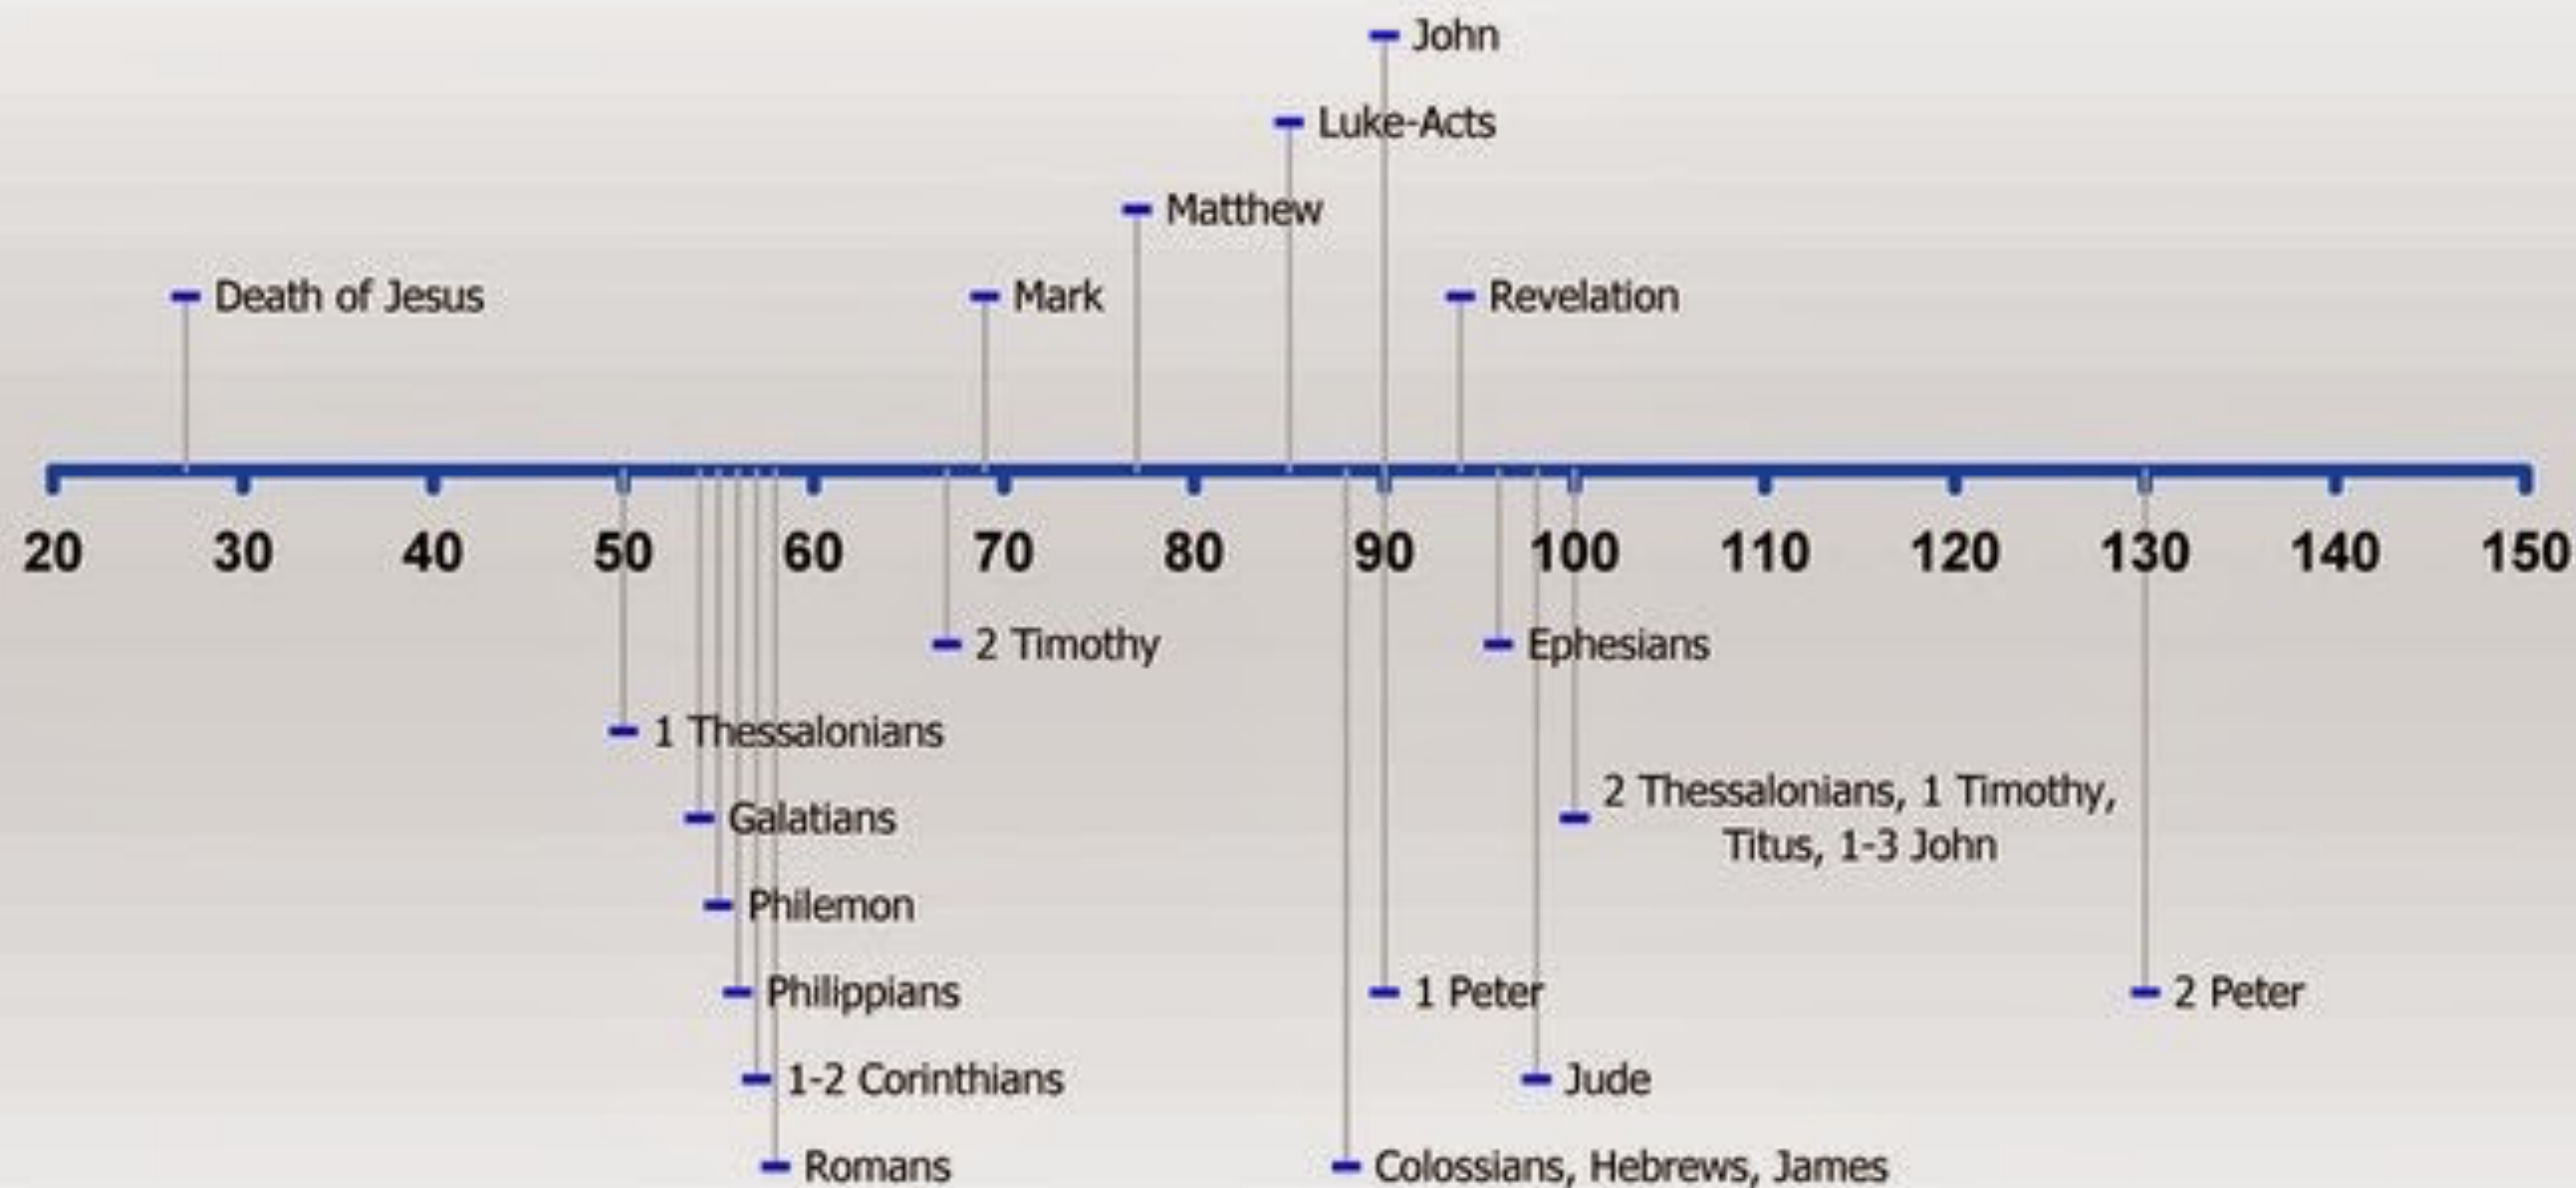 John
Luke-Acts
Matthew
Death of Jesus
Mark
Revelation
20 30 40 50 60 70 80 90 100 110 120 130 140 150
2 Timothy
Ephesians
1 Thessalonians
2 Thessalonians, 1 Timothy,
Titus, 1-3 John
Galatians
Philemon
Philippians
1 Peter
2 Peter
1-2 Corinthians
Jude
Romans
Colossians, Hebrews, James